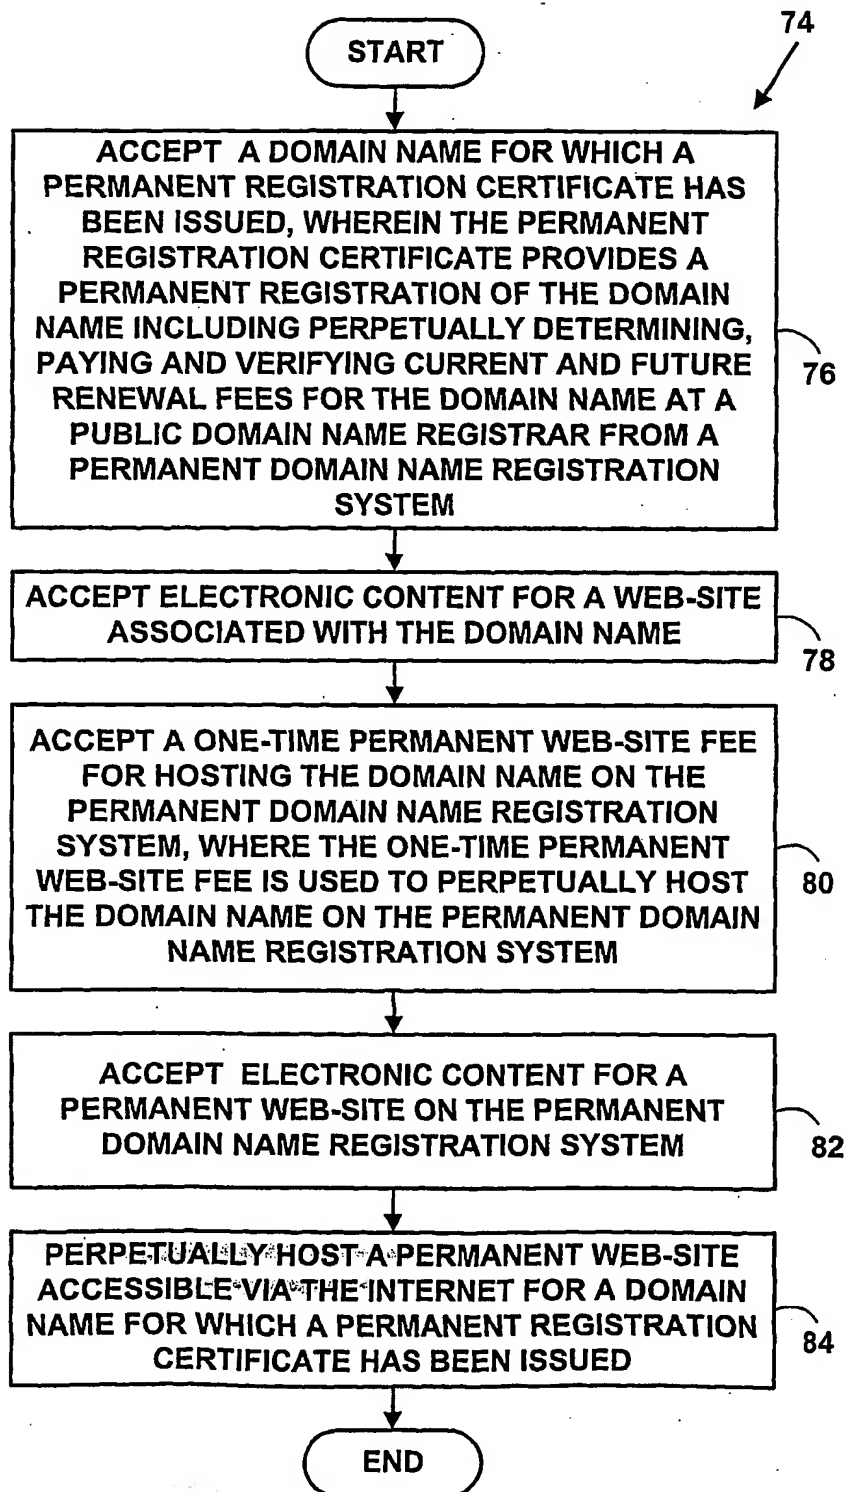 74
START
ACCEPT A DOMAIN NAME FOR WHICH A
PERMANENT REGISTRATION CERTIFICATE HAS
BEEN ISSUED, WHEREIN THE PERMANENT
REGISTRATION CERTIFICATE PROVIDES A
PERMANENT REGISTRATION OF THE DOMAIN
NAME INCLUDING PERPETUALLY DETERMINING,
PAYING AND VERIFYING CURRENT AND FUTURE
RENEWAL FEES FOR THE DOMAIN NAME AT A
PUBLIC DOMAIN NAME REGISTRAR FROM A
PERMANENT DOMAIN NAME REGISTRATION
SYSTEM
76
ACCEPT ELECTRONIC CONTENT FOR A WEB-SITE
ASSOCIATED WITH THE DOMAIN NAME
78
ACCEPT A ONE-TIME PERMANENT WEB-SITE FEE
FOR HOSTING THE DOMAIN NAME ON THE
PERMANENT DOMAIN NAME REGISTRATION
SYSTEM, WHERE THE ONE-TIME PERMANENT
WEB-SITE FEE IS USED TO PERPETUALLY HOST
THE DOMAIN NAME ON THE PERMANENT DOMAIN
NAME REGISTRATION SYSTEM
80
ACCEPT ELECTRONIC CONTENT FOR A
PERMANENT WEB-SITE ON THE PERMANENT
DOMAIN NAME REGISTRATION SYSTEM
82
PERPETUALLY HOST A PERMANENT WEB-SITE
ACCESSIBLE VIA THE INTERNET FOR A DOMAIN
NAME FOR WHICH A PERMANENT REGISTRATION
CERTIFICATE HAS BEEN ISSUED
84
END